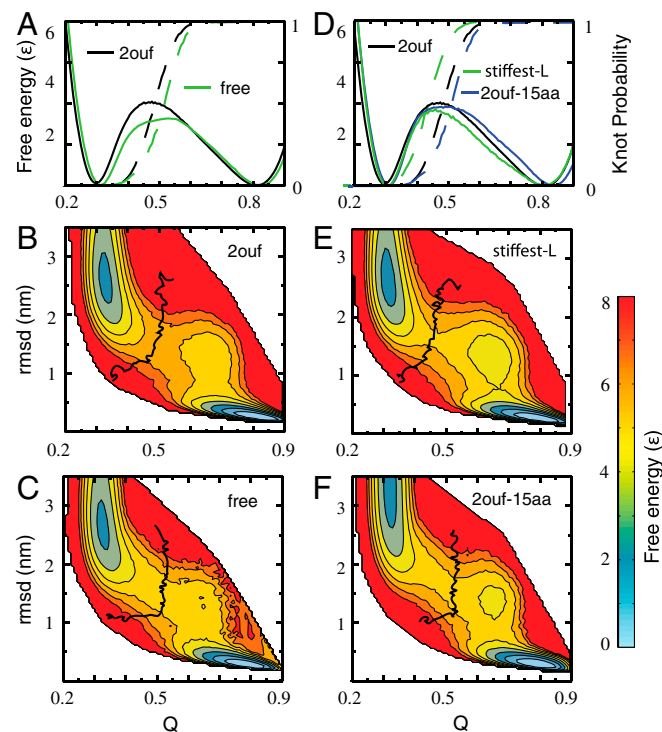 A
D
6
4
2
Free energy (ε)
2ouf
free
1
0
0.2
0.5
0.8
6
4
2
stiffest-L
2ouf-15aa
1
0
Knot Probability
0.2
0.5
0.8
B
2ouf
3
2
1
rmsd (nm)
0.2
0.5
0.9
E
stiffest-L
3
2
1
0.2
0.5
0.9
C
free
3
2
1
rmsd (nm)
0.2
0.5
0.9
Q
F
2ouf-15aa
3
2
1
0.2
0.5
0.9
Q
8
6
4
2
0
Free energy (ε)